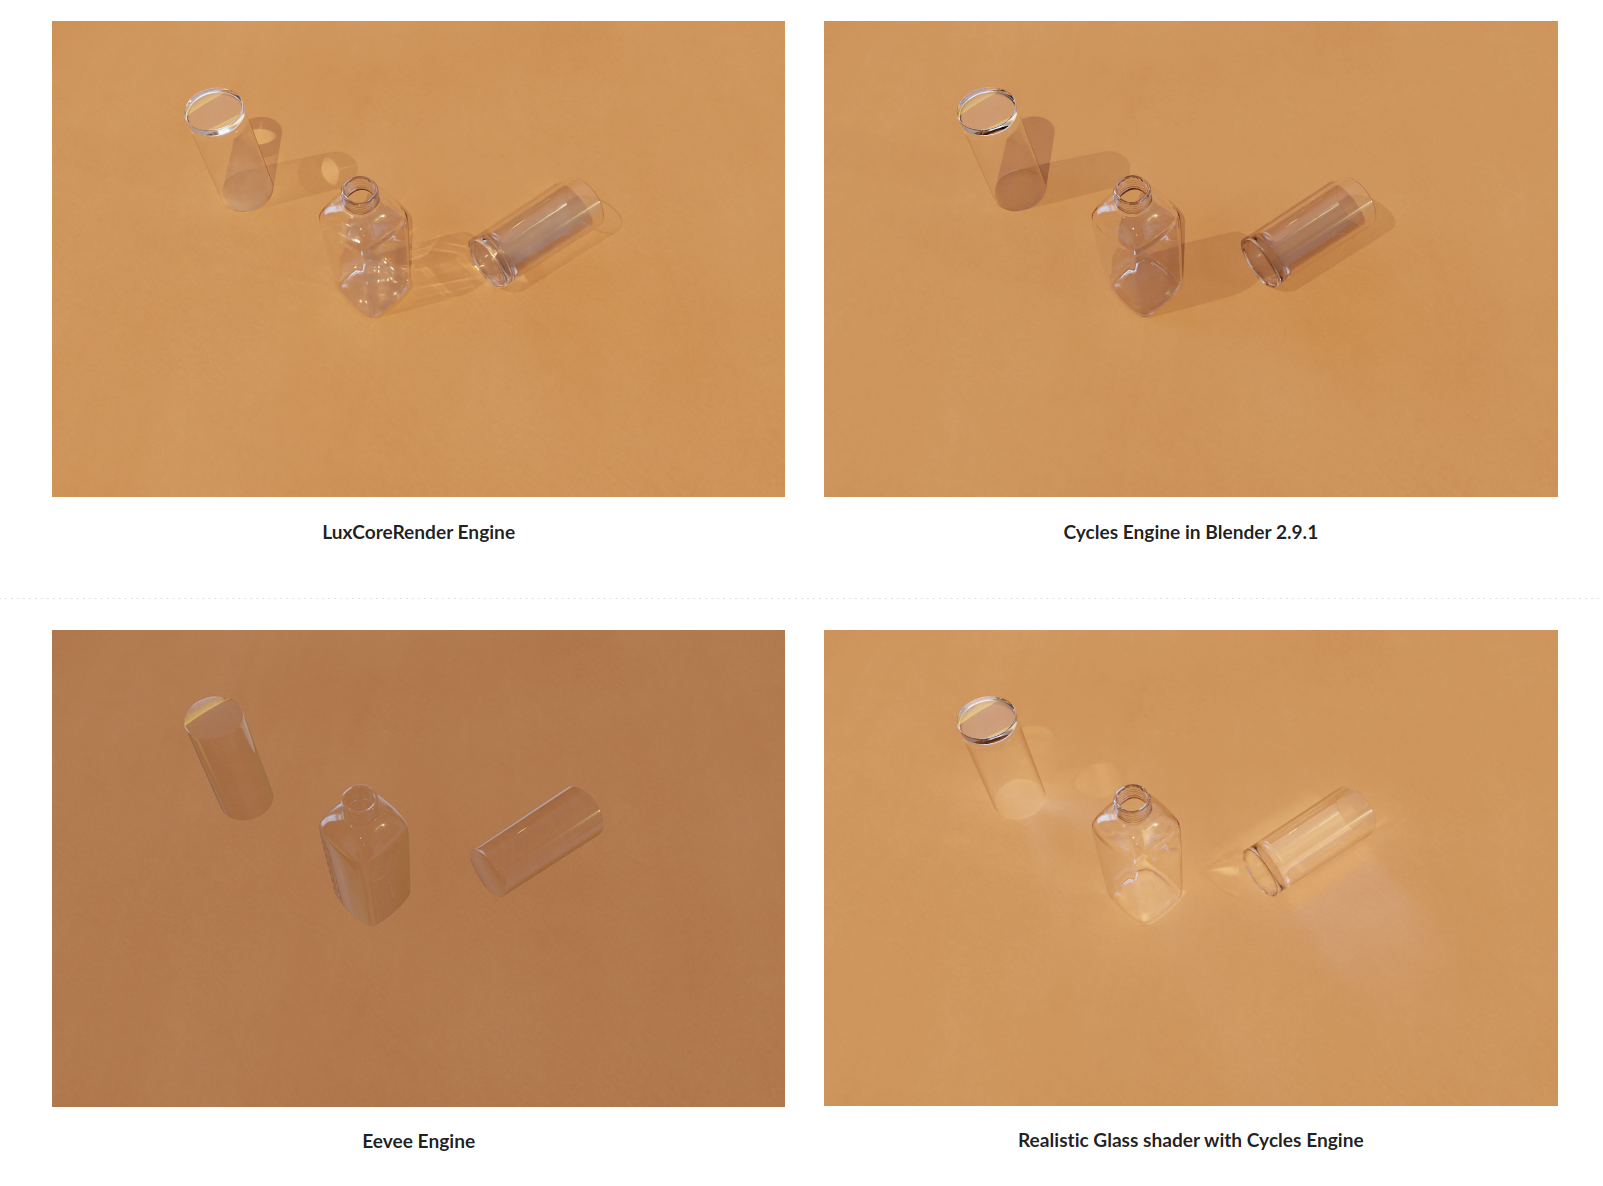 LuxCoreRender Engine
Cycles Engine in Blender 2.9.1
Eevee Engine
Realistic Glass shader with Cycles Engine